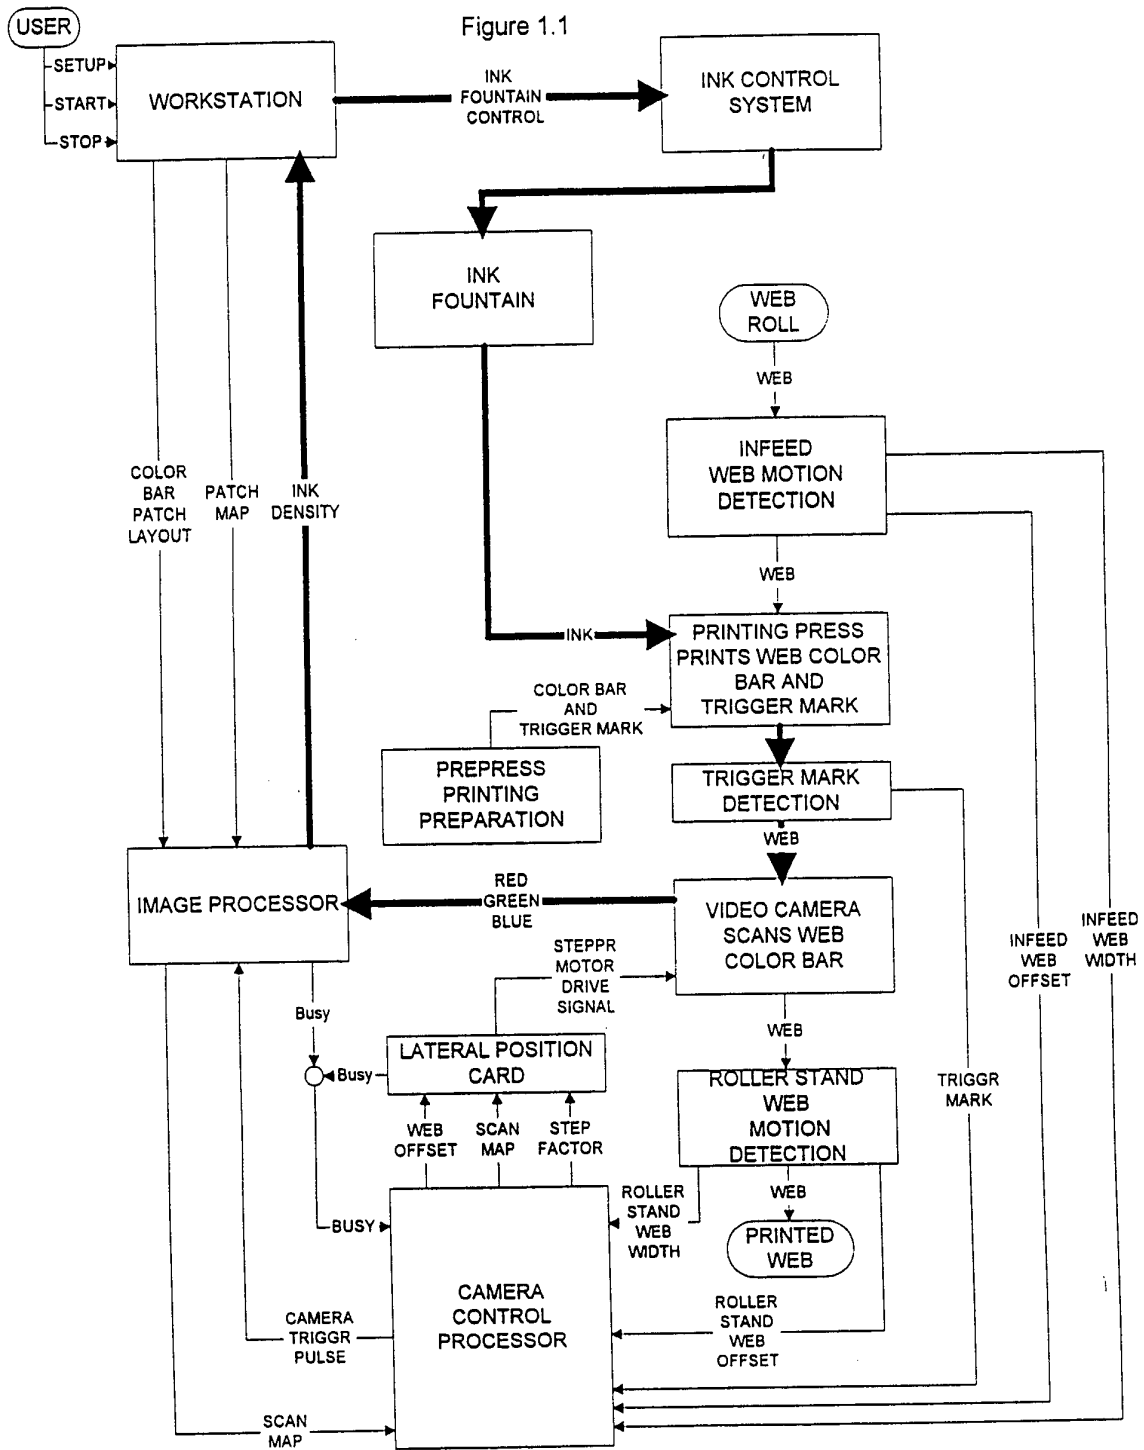 Figure 1.1
USER
SETUP
START
STOP
WORKSTATION
INK
FOUNTAIN
CONTROL
INK CONTROL
SYSTEM
INK
FOUNTAIN
WEB
ROLL
WEB
INFEED
WEB MOTION
DETECTION
COLOR
BAR
PATCH
LAYOUT
PATCH
MAP
INK
DENSITY
WEB
INK
PRINTING PRESS
PRINTS WEB COLOR
BAR AND
TRIGGER MARK
COLOR BAR
AND
TRIGGER MARK
PREPRESS
PRINTING
PREPARATION
TRIGGER MARK
DETECTION
WEB
IMAGE PROCESSOR
RED
GREEN
BLUE
VIDEO CAMERA
SCANS WEB
COLOR BAR
INFEED
WEB
OFFSET
INFEED
WEB
WIDTH
STEPPR
MOTOR
DRIVE
SIGNAL
Busy
WEB
Busy
LATERAL POSITION
CARD
ROLLER STAND
WEB
MOTION
DETECTION
TRIGGR
MARK
WEB
OFFSET
SCAN
MAP
STEP
FACTOR
BUSY
ROLLER
STAND
WEB
WIDTH
WEB
PRINTED
WEB
CAMERA
CONTROL
PROCESSOR
CAMERA
TRIGGR
PULSE
ROLLER
STAND
WEB
OFFSET
SCAN
MAP